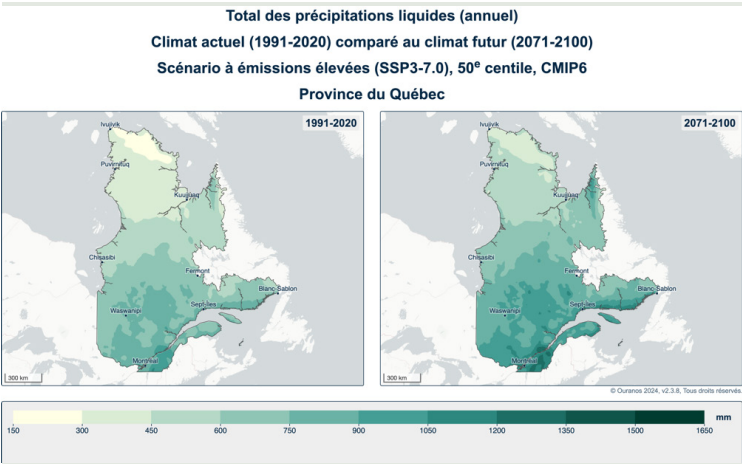 Total des précipitations liquides (annuel)
Climat actuel (1991-2020) comparé au climat futur (2071-2100)
Scénario à émissions élevées (SSP3-7.0), 50e centile, CMIP6
Province du Québec
1991-2020
Ivujivik
Puvirnituq
Kuujjuaq
Chisasibi
Fermont
Blanc-Sablon
Sept-Îles
Waswanipi
Montréal
300 km
2071-2100
Ivujivik
Puvirnituq
Kuujjuaq
Chisasibi
Fermont
Blanc-Sablon
Sept-Îles
Waswanipi
Montréal
300 km
© Ouranos 2024, v2.3.8, Tous droits réservés.
mm
150 300 450 600 750 900 1050 1200 1350 1500 1650